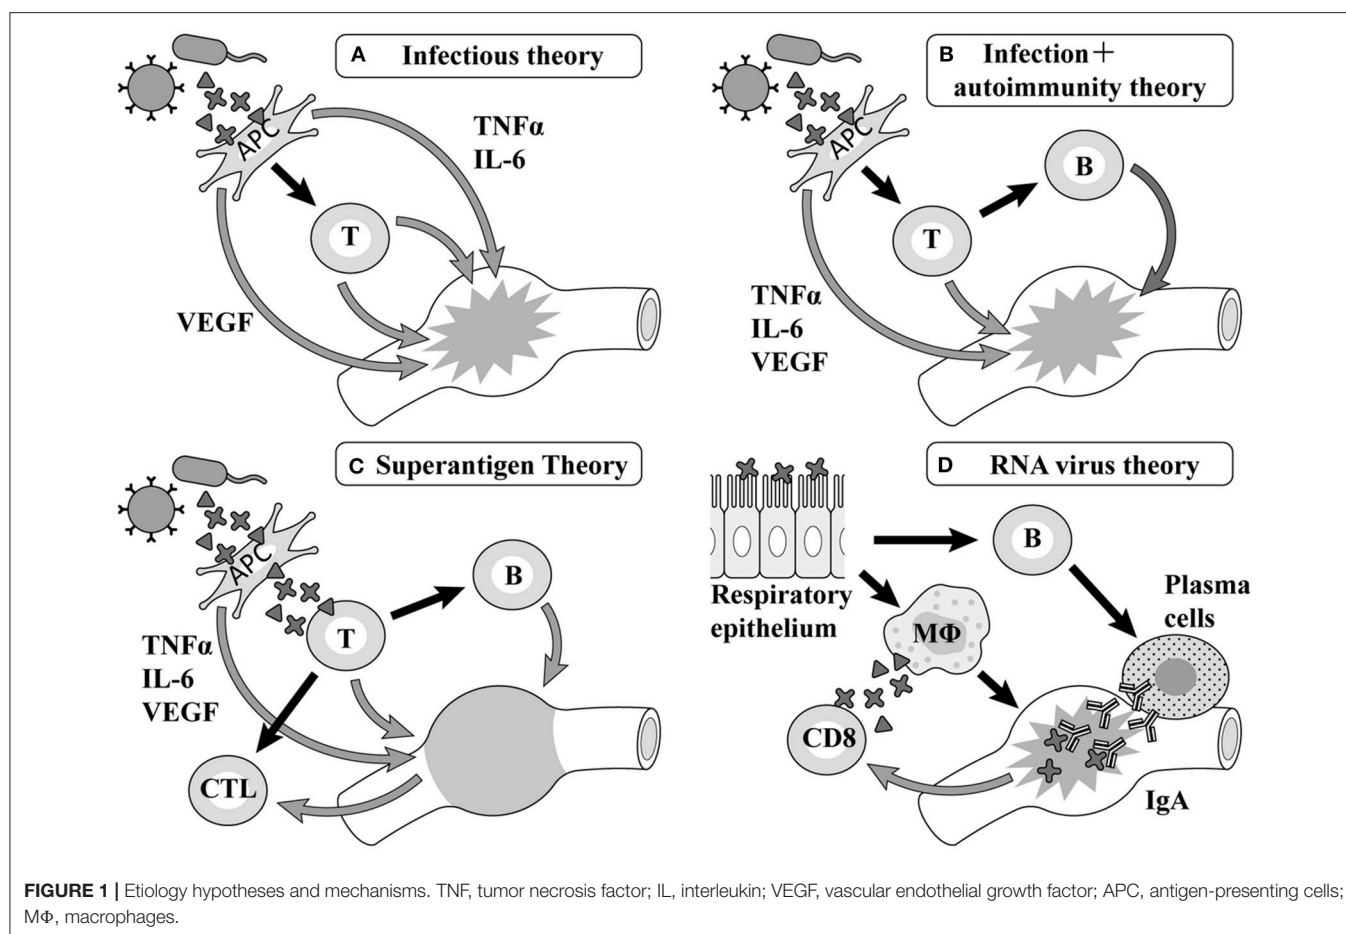 A Infectious theory
APC
TNFα
IL-6
T
VEGF
B Infection+
autoimmunity theory
APC
B
T
TNFα
IL-6
VEGF
C Superantigen Theory
APC
B
T
TNFα
IL-6
VEGF
CTL
D RNA virus theory
B
Respiratory
epithelium
Plasma
cells
MΦ
CD8
IgA
FIGURE 1 | Etiology hypotheses and mechanisms. TNF, tumor necrosis factor; IL, interleukin; VEGF, vascular endothelial growth factor; APC, antigen-presenting cells;
MΦ, macrophages.